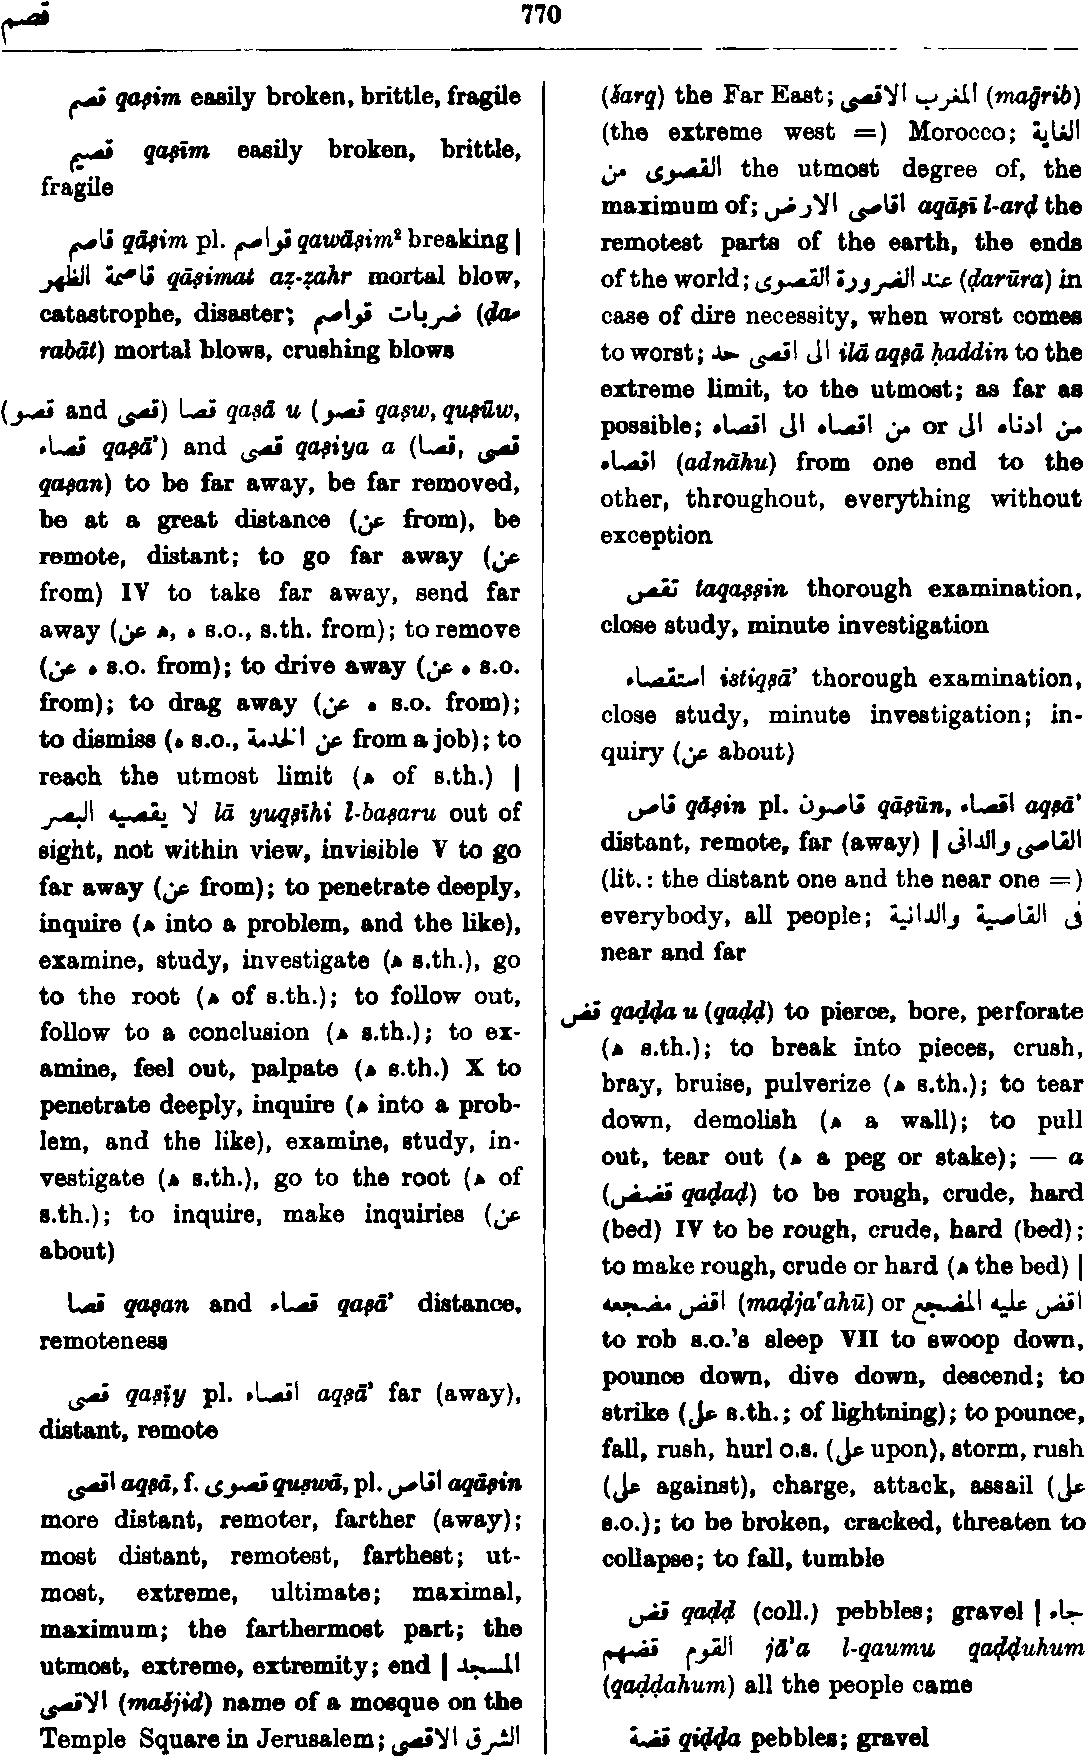 قصم
770
قصم qaṣim easily broken, brittle, fragile
قصيم qaṣīm easily broken, brittle,
fragile
قاصم qāṣim pl. قواصم qawāṣim² breaking |
قاصمة الظهر qāṣimat aẓ-ẓahr mortal blow,
catastrophe, disaster; ضربات قواصم (ḍa-
rabāt) mortal blows, crushing blows
(قصو and قصى) قصا qaṣā u (قصو qaṣw, quṣūw,
قصاء qaṣā’) and قصى qaṣiya a (قصا, قصى
qaṣan) to be far away, be far removed,
be at a great distance (عن from), be
remote, distant; to go far away (عن
from) IV to take far away, send far
away (عن ه, ه s.o., s.th. from); to remove
(عن ه s.o. from); to drive away (عن ه s.o.
from); to drag away (عن ه s.o. from);
to dismiss (ه s.o., عن الخدمة from a job); to
reach the utmost limit (ه of s.th.) |
لا يقصيه البصر lā yuqṣīhi l-baṣaru out of
sight, not within view, invisible V to go
far away (عن from); to penetrate deeply,
inquire (ه into a problem, and the like),
examine, study, investigate (ه s.th.), go
to the root (ه of s.th.); to follow out,
follow to a conclusion (ه s.th.); to ex-
amine, feel out, palpate (ه s.th.) X to
penetrate deeply, inquire (ه into a prob-
lem, and the like), examine, study, in-
vestigate (ه s.th.), go to the root (ه of
s.th.); to inquire, make inquiries (عن
about)
قصا qaṣan and قصاء qaṣā’ distance,
remoteness
قصى qaṣīy pl. اقصاء aqṣā’ far (away),
distant, remote
اقصى aqṣā, f. قصوى quṣwā, pl. اقاص aqāṣin
more distant, remoter, farther (away);
most distant, remotest, farthest; ut-
most, extreme, ultimate; maximal,
maximum; the farthermost part; the
utmost, extreme, extremity; end | المسجد
الاقصى (masjid) name of a mosque on the
Temple Square in Jerusalem; الشرق الاقصى
(šarq) the Far East; المغرب الاقصى (maḡrib)
(the extreme west =) Morocco; الغاية
القصوى من the utmost degree of, the
maximum of; اقاصى الارض aqāṣī l-arḍ the
remotest parts of the earth, the ends
of the world; عند الضرورة القصوى (ḍarūra) in
case of dire necessity, when worst comes
to worst; الى اقصى حد ilā aqṣā ḥaddin to the
extreme limit, to the utmost; as far as
possible; من اقصاه الى اقصاه or من ادناه الى
اقصاه (adnāhu) from one end to the
other, throughout, everything without
exception
تقص taqaṣṣin thorough examination,
close study, minute investigation
استقصاء istiqṣā’ thorough examination,
close study, minute investigation; in-
quiry (عن about)
قاص qāṣin pl. قاصون qāṣūn, اقصاء aqṣā’
distant, remote, far (away) | القاصى والدانى
(lit.: the distant one and the near one =)
everybody, all people; فى القاصية والدانية
near and far
قض qaḍḍa u (qaḍḍ) to pierce, bore, perforate
(ه s.th.); to break into pieces, crush,
bray, bruise, pulverize (ه s.th.); to tear
down, demolish (ه a wall); to pull
out, tear out (ه a peg or stake); — a
(قضض qaḍaḍ) to be rough, crude, hard
(bed) IV to be rough, crude, hard (bed);
to make rough, crude or hard (ه the bed) |
اقض مضجعه (maḍja‘ahū) or اقض عليه المضجع
to rob s.o.’s sleep VII to swoop down,
pounce down, dive down, descend; to
strike (على s.th.; of lightning); to pounce,
fall, rush, hurl o.s. (على upon), storm, rush
(على against), charge, attack, assail (على
s.o.); to be broken, cracked, threaten to
collapse; to fall, tumble
قض qaḍḍ (coll.) pebbles; gravel | جاء
القوم قضهم jā’a l-qaumu qaḍḍuhum
(qaḍḍahum) all the people came
قضة qiḍḍa pebbles; gravel